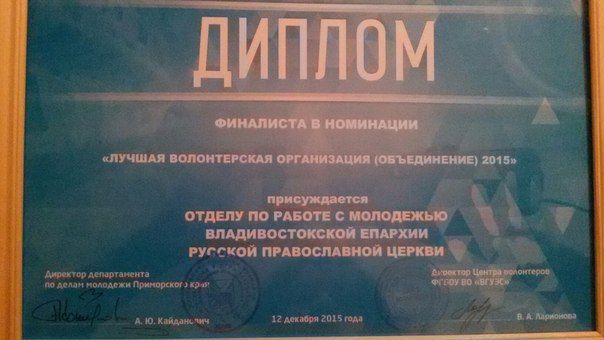 ДИПЛОМ
ФИНАЛИСТА В НОМИНАЦИИ
«ЛУЧШАЯ ВОЛОНТЕРСКАЯ ОРГАНИЗАЦИЯ (ОБЪЕДИНЕНИЕ) 2015»
присуждается
ОТДЕЛУ ПО РАБОТЕ С МОЛОДЕЖЬЮ
ВЛАДИВОСТОКСКОЙ ЕПАРХИИ
РУССКОЙ ПРАВОСЛАВНОЙ ЦЕРКВИ
Директор департамента
по делам молодежи Приморского края
А. Ю. Кайданович
12 декабря 2015 года
Директор Центра волонтеров
ФГБОУ ВО «ВГУЭС»
В. А. Ларионова